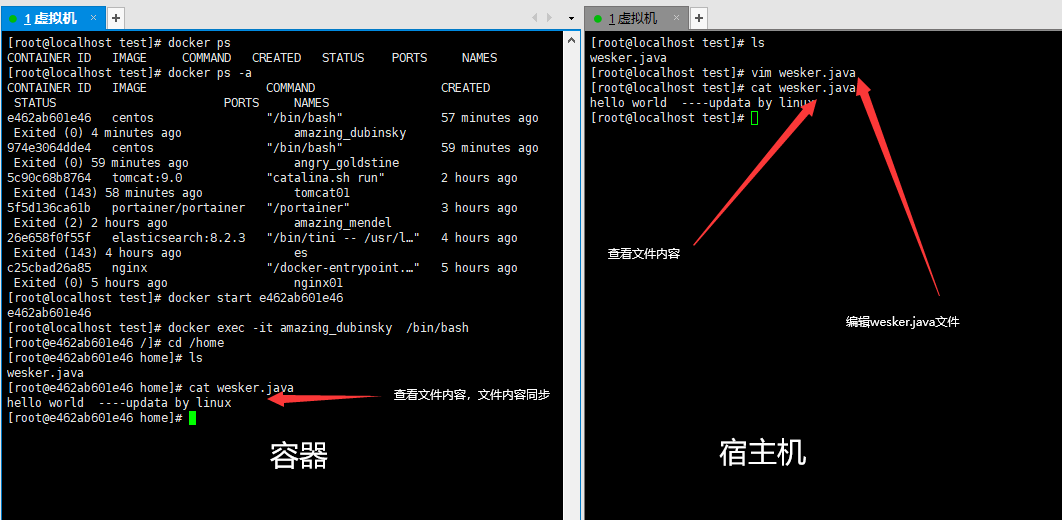 1 虚拟机 × +
[root@localhost test]# docker ps
CONTAINER ID   IMAGE     COMMAND   CREATED   STATUS    PORTS     NAMES
[root@localhost test]# docker ps -a
CONTAINER ID   IMAGE                 COMMAND                  CREATED
 STATUS                       PORTS     NAMES
e462ab601e46   centos                "/bin/bash"              57 minutes ago
 Exited (0) 4 minutes ago               amazing_dubinsky
974e3064dde4   centos                "/bin/bash"              59 minutes ago
 Exited (0) 59 minutes ago              angry_goldstine
5c90c68b8764   tomcat:9.0            "catalina.sh run"        2 hours ago
 Exited (143) 58 minutes ago            tomcat01
5f5d136ca61b   portainer/portainer   "/portainer"             3 hours ago
 Exited (2) 2 hours ago                 amazing_mendel
26e658f0f55f   elasticsearch:8.2.3   "/bin/tini -- /usr/l…"   4 hours ago
 Exited (143) 4 hours ago               es
c25cbad26a85   nginx                 "/docker-entrypoint.…"   5 hours ago
 Exited (0) 5 hours ago                 nginx01
[root@localhost test]# docker start e462ab601e46
e462ab601e46
[root@localhost test]# docker exec -it amazing_dubinsky  /bin/bash
[root@e462ab601e46 /]# cd /home
[root@e462ab601e46 home]# ls
wesker.java
[root@e462ab601e46 home]# cat wesker.java
hello world  ----updata by linux
[root@e462ab601e46 home]#
查看文件内容，文件内容同步
容器
1 虚拟机 × +
[root@localhost test]# ls
wesker.java
[root@localhost test]# vim wesker.java
[root@localhost test]# cat wesker.java
hello world  ----updata by linux
[root@localhost test]#
查看文件内容
编辑wesker.java文件
宿主机